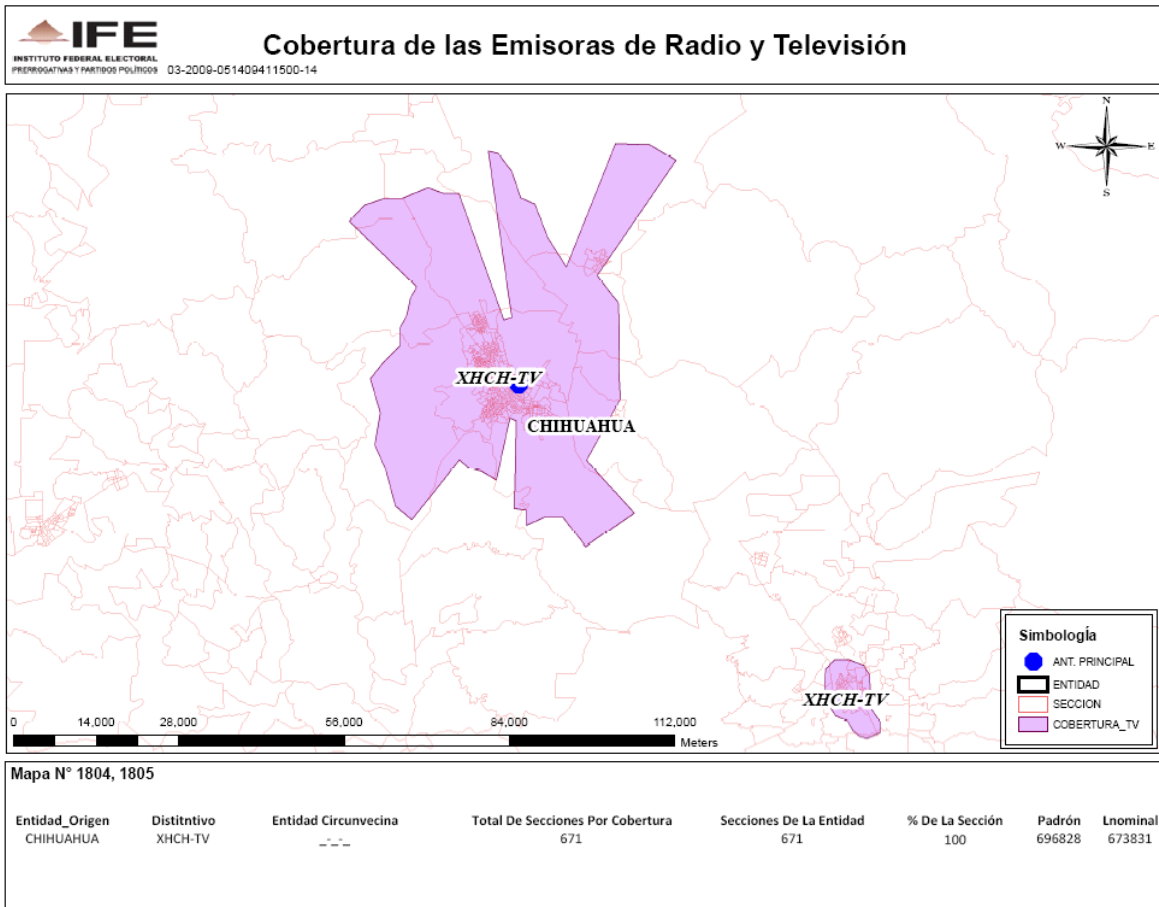 IFE
INSTITUTO FEDERAL ELECTORAL
PRERROGATIVAS Y PARTIDOS POLÍTICOS
03-2009-051409411500-14
Cobertura de las Emisoras de Radio y Televisión
N
W E
S
XHCH-TV
CHIHUAHUA
XHCH-TV
Simbología
ANT. PRINCIPAL
ENTIDAD
SECCION
COBERTURA_TV
0 14,000 28,000 56,000 84,000 112,000
Meters
Mapa N° 1804, 1805
Entidad_Origen Distitntivo Entidad Circunvecina Total De Secciones Por Cobertura Secciones De La Entidad % De La Sección Padrón Lnominal
CHIHUAHUA XHCH-TV _-_-_ 671 671 100 696828 673831